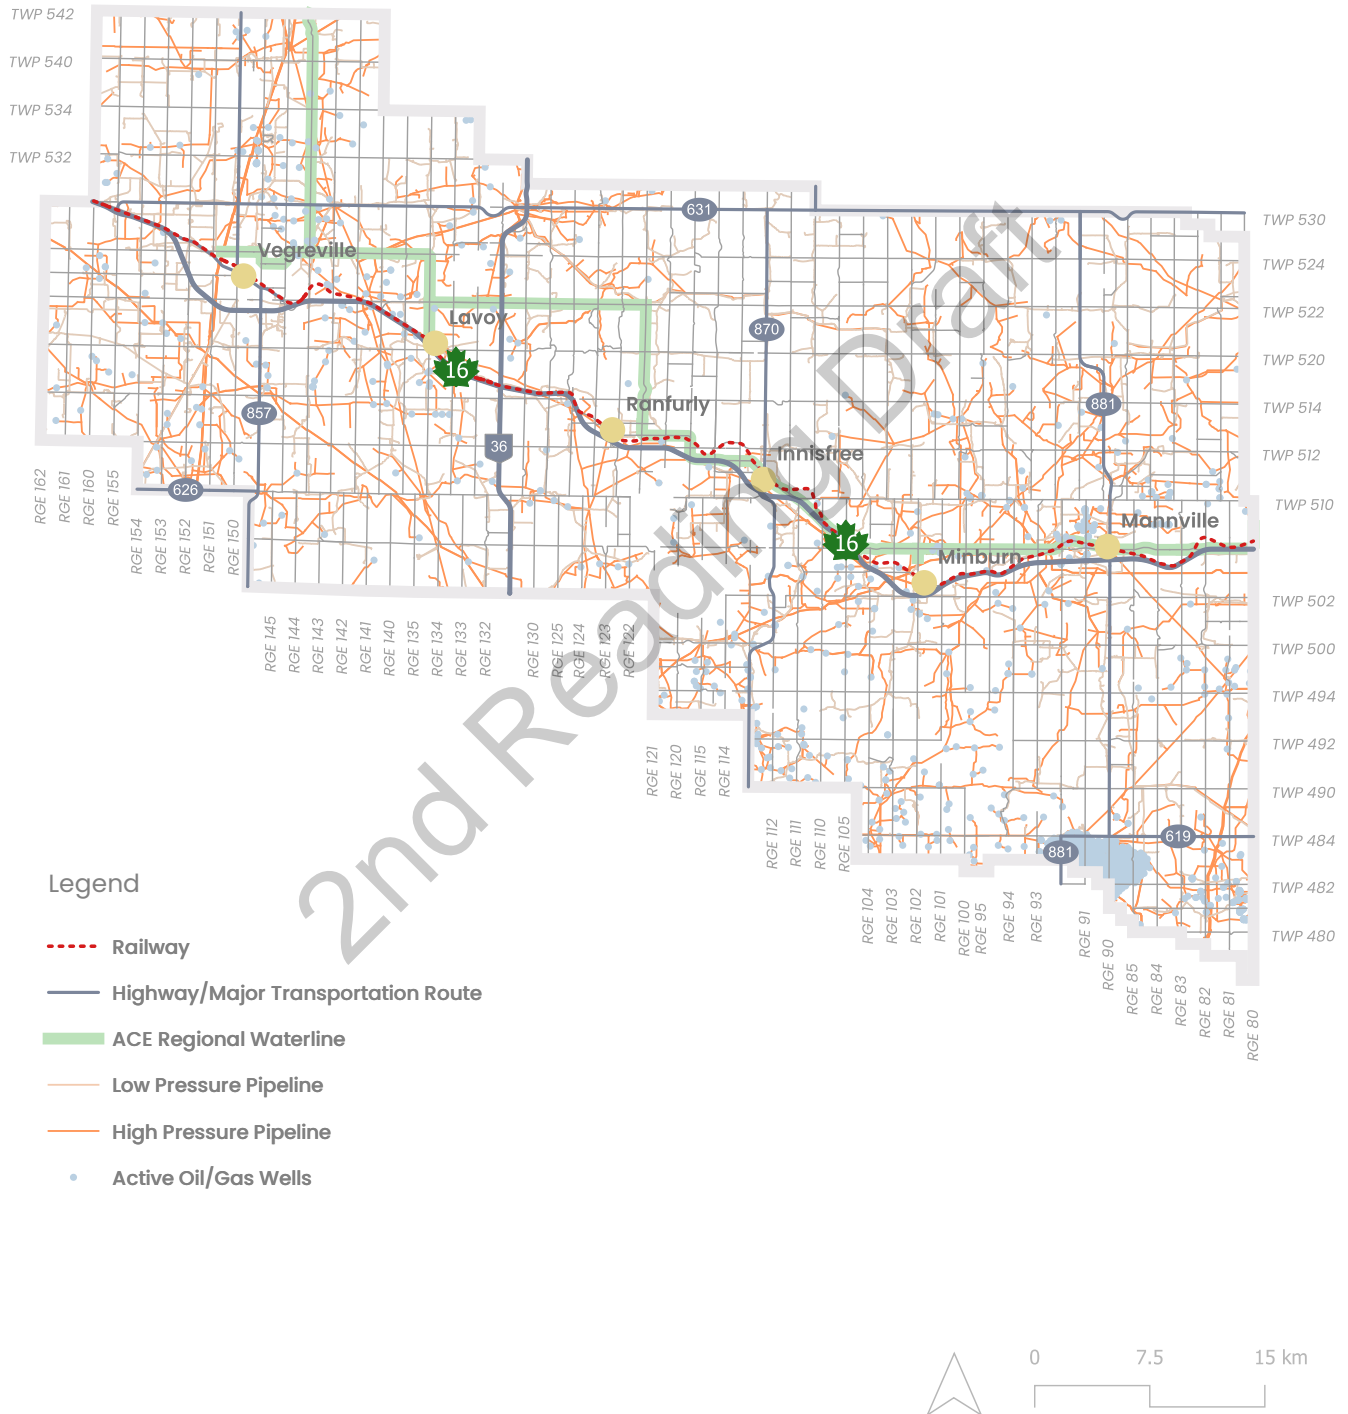 TWP 542
TWP 540
TWP 534
TWP 532
631
TWP 530
Vegreville
TWP 524
Lavoy
TWP 522
870
TWP 520
16
Ranfurly
881
TWP 514
857
36
Innisfree
TWP 512
626
TWP 510
RGE 162
RGE 161
RGE 160
RGE 155
RGE 154
RGE 153
RGE 152
RGE 151
RGE 150
Mannville
16
Minburn
TWP 502
RGE 145
RGE 144
RGE 143
RGE 142
RGE 141
RGE 140
RGE 135
RGE 134
RGE 133
RGE 132
RGE 130
RGE 125
RGE 124
RGE 123
RGE 122
TWP 500
TWP 494
RGE 121
RGE 120
RGE 115
RGE 114
TWP 492
TWP 490
RGE 112
RGE 111
RGE 110
RGE 105
619
TWP 484
881
TWP 482
RGE 104
RGE 103
RGE 102
RGE 101
RGE 100
RGE 95
RGE 94
RGE 93
RGE 91
RGE 90
TWP 480
RGE 85
RGE 84
RGE 83
RGE 82
RGE 81
RGE 80
2nd Reading Draft
Legend
Railway
Highway/Major Transportation Route
ACE Regional Waterline
Low Pressure Pipeline
High Pressure Pipeline
Active Oil/Gas Wells
0 7.5 15 km